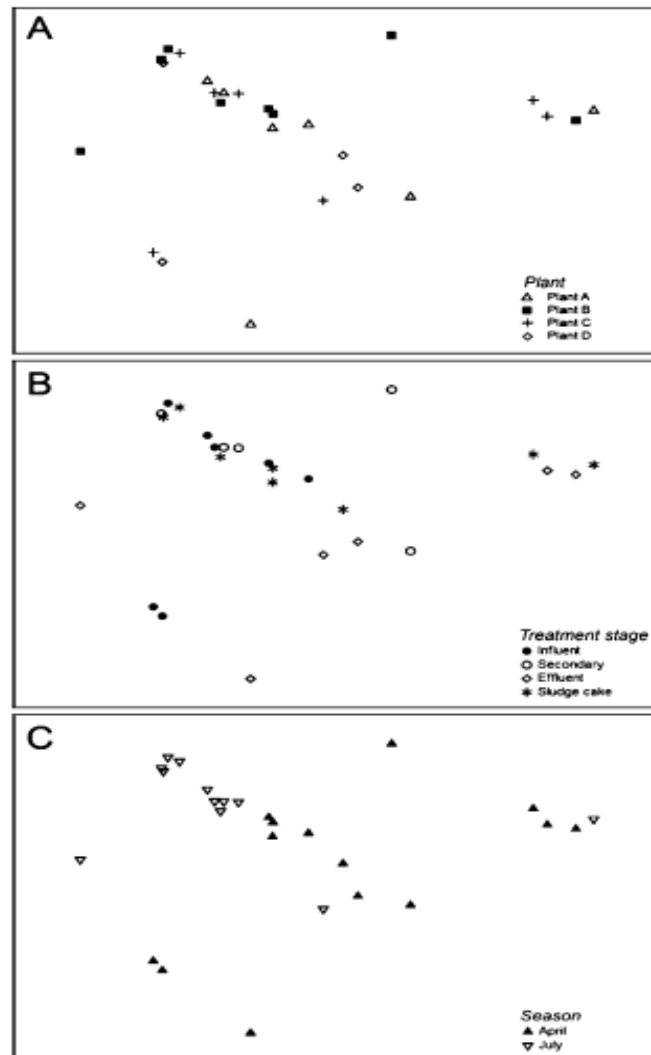 A
Plant
Plant A
Plant B
Plant C
Plant D
B
Treatment stage
Influent
Secondary
Effluent
Sludge cake
C
Season
April
July